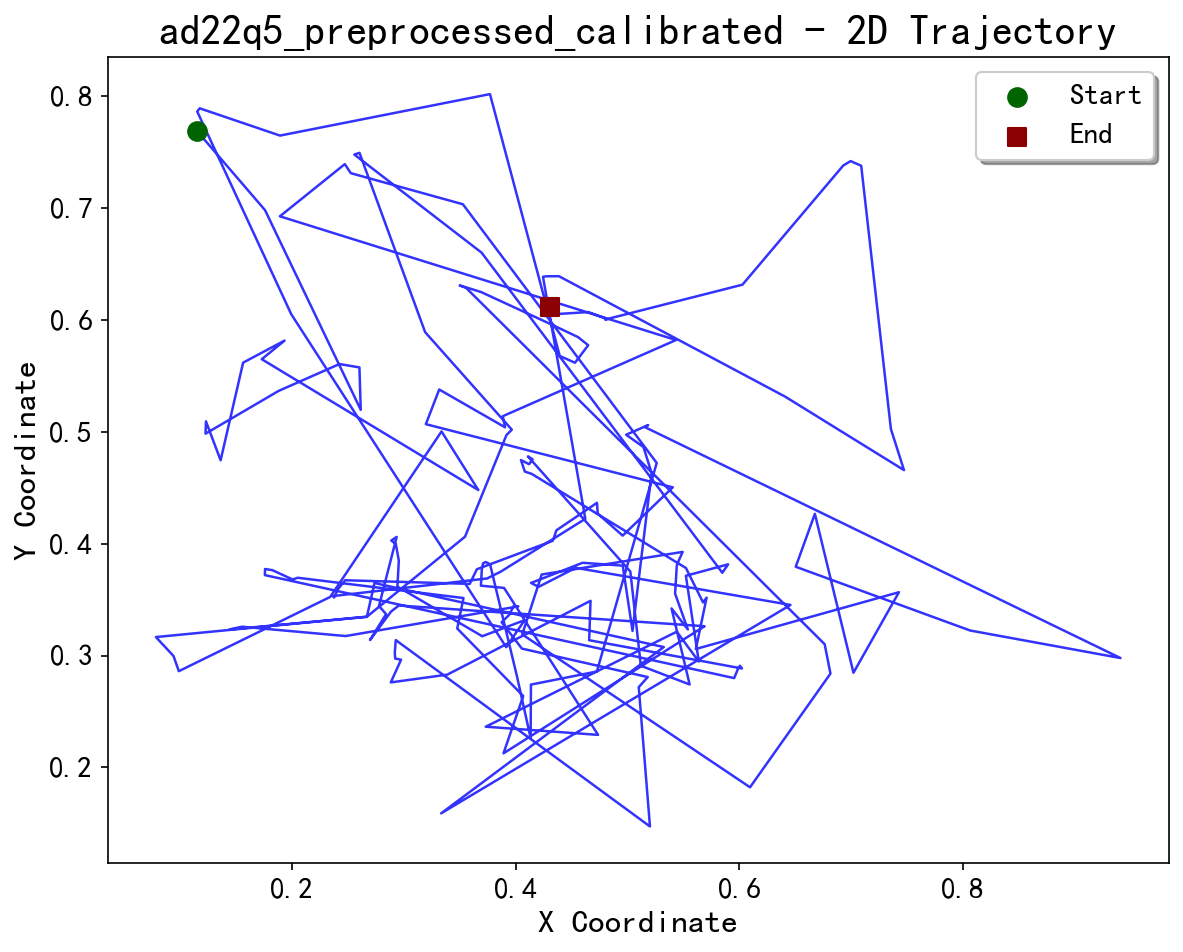 ad22q5_preprocessed_calibrated - 2D Trajectory
Start
End
0.8
0.7
0.6
0.5
0.4
0.3
0.2
Y Coordinate
0.2
0.4
0.6
0.8
X Coordinate